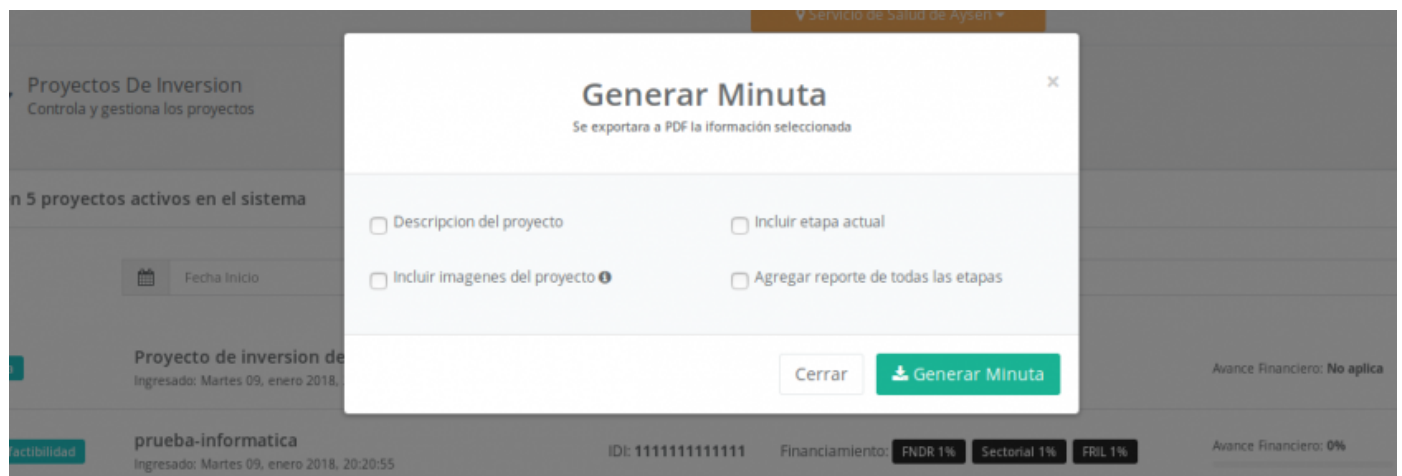 Servicio de Salud de Aysen
Proyectos De Inversion
Controla y gestiona los proyectos
Generar Minuta
×
Se exportara a PDF la iformación seleccionada
n 5 proyectos activos en el sistema
Descripcion del proyecto
Incluir etapa actual
Fecha Inicio
Incluir imagenes del proyecto
Agregar reporte de todas las etapas
Proyecto de inversion de
Ingresado: Martes 09, enero 2018,
Cerrar
Generar Minuta
Avance Financiero: No aplica
factibilidad
prueba-informatica
IDI: 1111111111111
Financiamiento: FNDR 1% Sectorial 1% FRIL 1%
Avance Financiero: 0%
Ingresado: Martes 09, enero 2018, 20:20:55